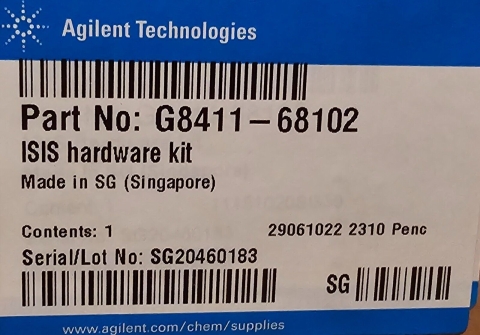 Agilent Technologies
Part No: G8411-68102
ISIS hardware kit
Made in SG (Singapore)
Contents: 1 29061022 2310 Penc
Serial/Lot No: SG20460183
SG
www.agilent.com/chem/supplies